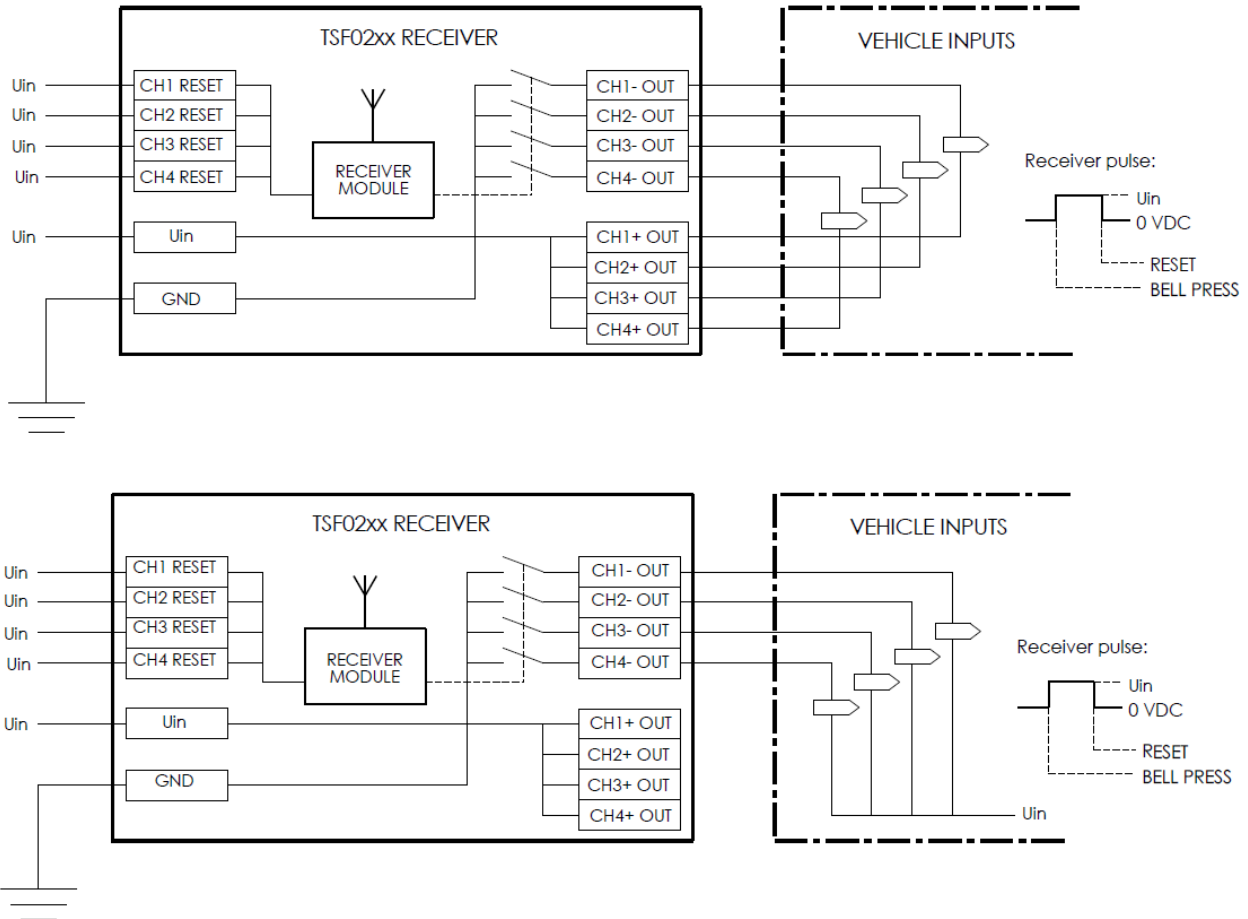 TSF02xx RECEIVER
VEHICLE INPUTS
Uin
CH1 RESET
CH1- OUT
Uin
CH2 RESET
CH2- OUT
Uin
CH3 RESET
CH3- OUT
Uin
CH4 RESET
CH4- OUT
RECEIVER
MODULE
Receiver pulse:
Uin
0 VDC
RESET
BELL PRESS
Uin
Uin
CH1+ OUT
CH2+ OUT
GND
CH3+ OUT
CH4+ OUT
TSF02xx RECEIVER
VEHICLE INPUTS
Uin
CH1 RESET
CH1- OUT
Uin
CH2 RESET
CH2- OUT
Uin
CH3 RESET
CH3- OUT
Uin
CH4 RESET
CH4- OUT
RECEIVER
MODULE
Receiver pulse:
Uin
0 VDC
RESET
BELL PRESS
Uin
Uin
CH1+ OUT
CH2+ OUT
GND
CH3+ OUT
CH4+ OUT
Uin